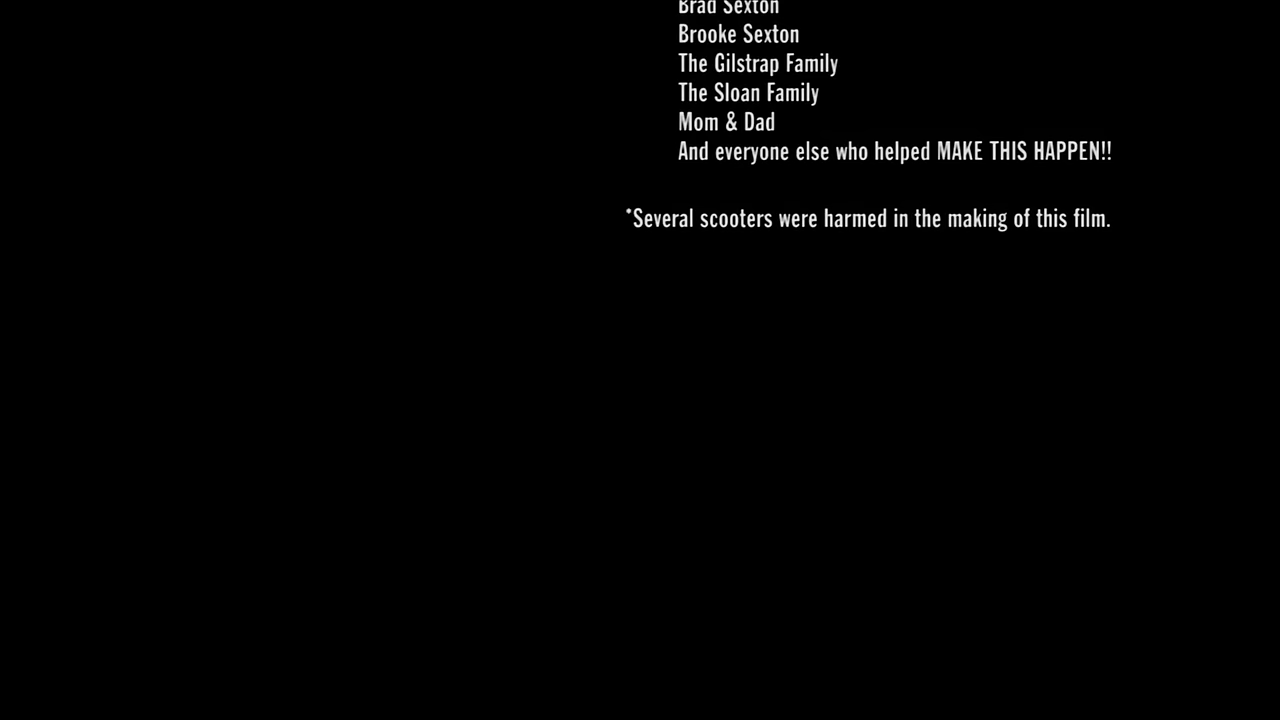 Brad Sexton
Brooke Sexton
The Gilstrap Family
The Sloan Family
Mom & Dad
And everyone else who helped MAKE THIS HAPPEN!!
*Several scooters were harmed in the making of this film.